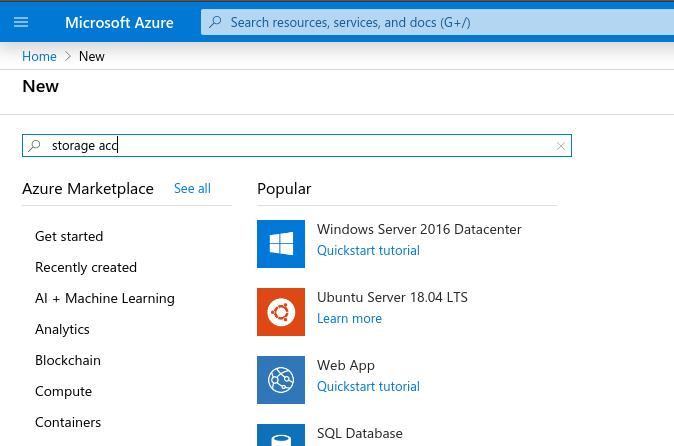 Microsoft Azure
Search resources, services, and docs (G+/)
Home > New
New
storage acc
Azure Marketplace See all
Popular
Get started
Recently created
AI + Machine Learning
Analytics
Blockchain
Compute
Containers
Windows Server 2016 Datacenter
Quickstart tutorial
Ubuntu Server 18.04 LTS
Learn more
Web App
Quickstart tutorial
SQL Database